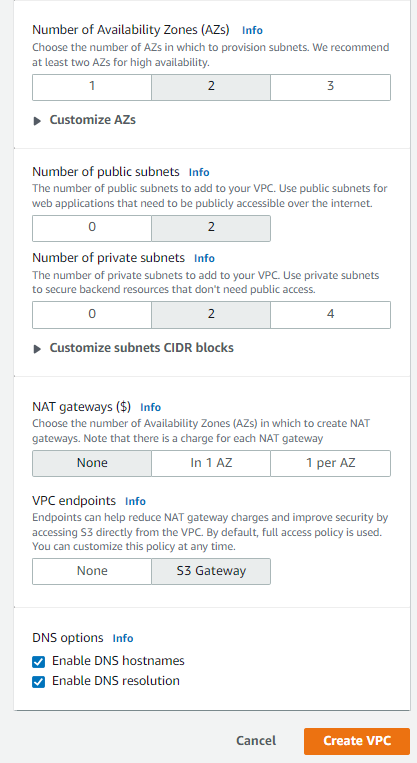 Number of Availability Zones (AZs) Info
Choose the number of AZs in which to provision subnets. We recommend
at least two AZs for high availability.
1 2 3
Customize AZs
Number of public subnets Info
The number of public subnets to add to your VPC. Use public subnets for
web applications that need to be publicly accessible over the internet.
0 2
Number of private subnets Info
The number of private subnets to add to your VPC. Use private subnets
to secure backend resources that don't need public access.
0 2 4
Customize subnets CIDR blocks
NAT gateways ($) Info
Choose the number of Availability Zones (AZs) in which to create NAT
gateways. Note that there is a charge for each NAT gateway
None In 1 AZ 1 per AZ
VPC endpoints Info
Endpoints can help reduce NAT gateway charges and improve security by
accessing S3 directly from the VPC. By default, full access policy is used.
You can customize this policy at any time.
None S3 Gateway
DNS options Info
Enable DNS hostnames
Enable DNS resolution
Cancel Create VPC